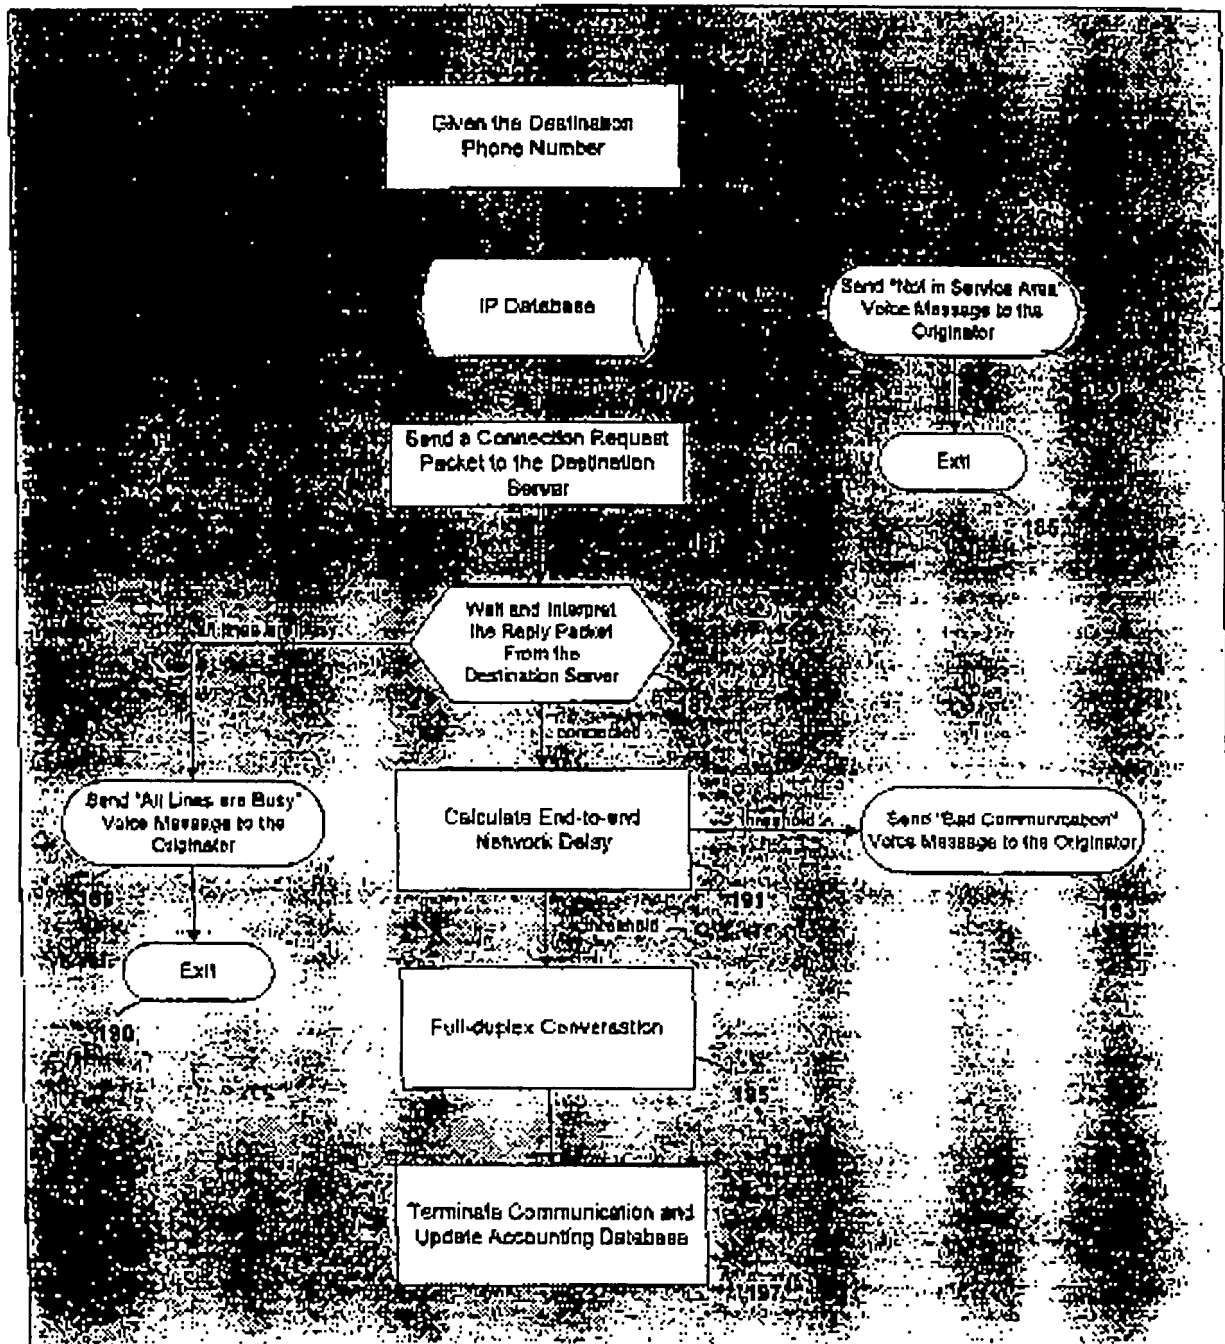 Given the Destination
Phone Number
IP Database
Send "Not in Service Area"
Voice Message to the
Originator
Send a Connection Request
Packet to the Destination
Server
Exit
Wait and Interpret
the Reply Packet
From the
Destination Server
connected
Send "All Lines are Busy"
Voice Message to the
Originator
Calculate End-to-end
Network Delay
threshold
Send "Bad Communication"
Voice Message to the Originator
191
193
threshold
Exit
190
Full-duplex Conversation
195
Terminate Communication and
Update Accounting Database
197